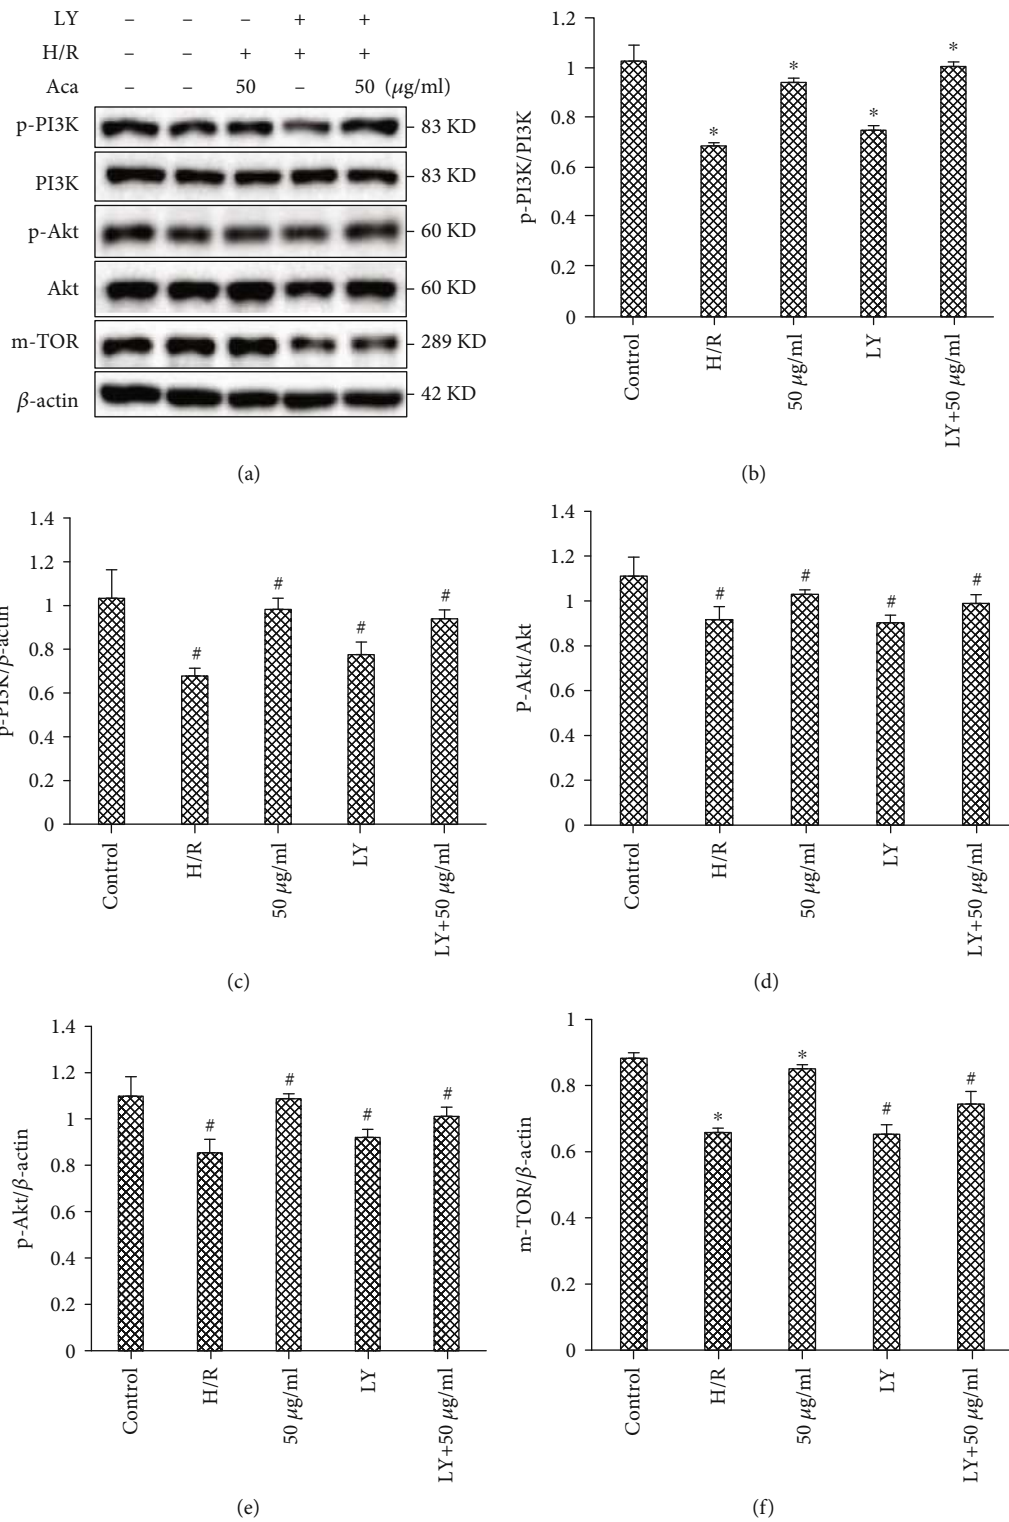 LY – – – + +
H/R – – + + +
Aca – – 50 – 50 (μg/ml)
p-PI3K 83 KD
PI3K 83 KD
p-Akt 60 KD
Akt 60 KD
m-TOR 289 KD
β-actin 42 KD
(a)
p-PI3K/PI3K
1.2
1
0.8
0.6
0.4
0.2
0
* * * *
Control
H/R
50 μg/ml
LY
LY+50 μg/ml
(b)
p-PI3K/β-actin
1.4
1.2
1
0.8
0.6
0.4
0.2
0
# # # #
Control
H/R
50 μg/ml
LY
LY+50 μg/ml
(c)
P-Akt/Akt
1.4
1.2
1
0.8
0.6
0.4
0.2
0
# # # #
Control
H/R
50 μg/ml
LY
LY+50 μg/ml
(d)
p-Akt/β-actin
1.4
1.2
1
0.8
0.6
0.4
0.2
0
# # # #
Control
H/R
50 μg/ml
LY
LY+50 μg/ml
(e)
m-TOR/β-actin
1
0.8
0.6
0.4
0.2
0
* * # #
Control
H/R
50 μg/ml
LY
LY+50 μg/ml
(f)